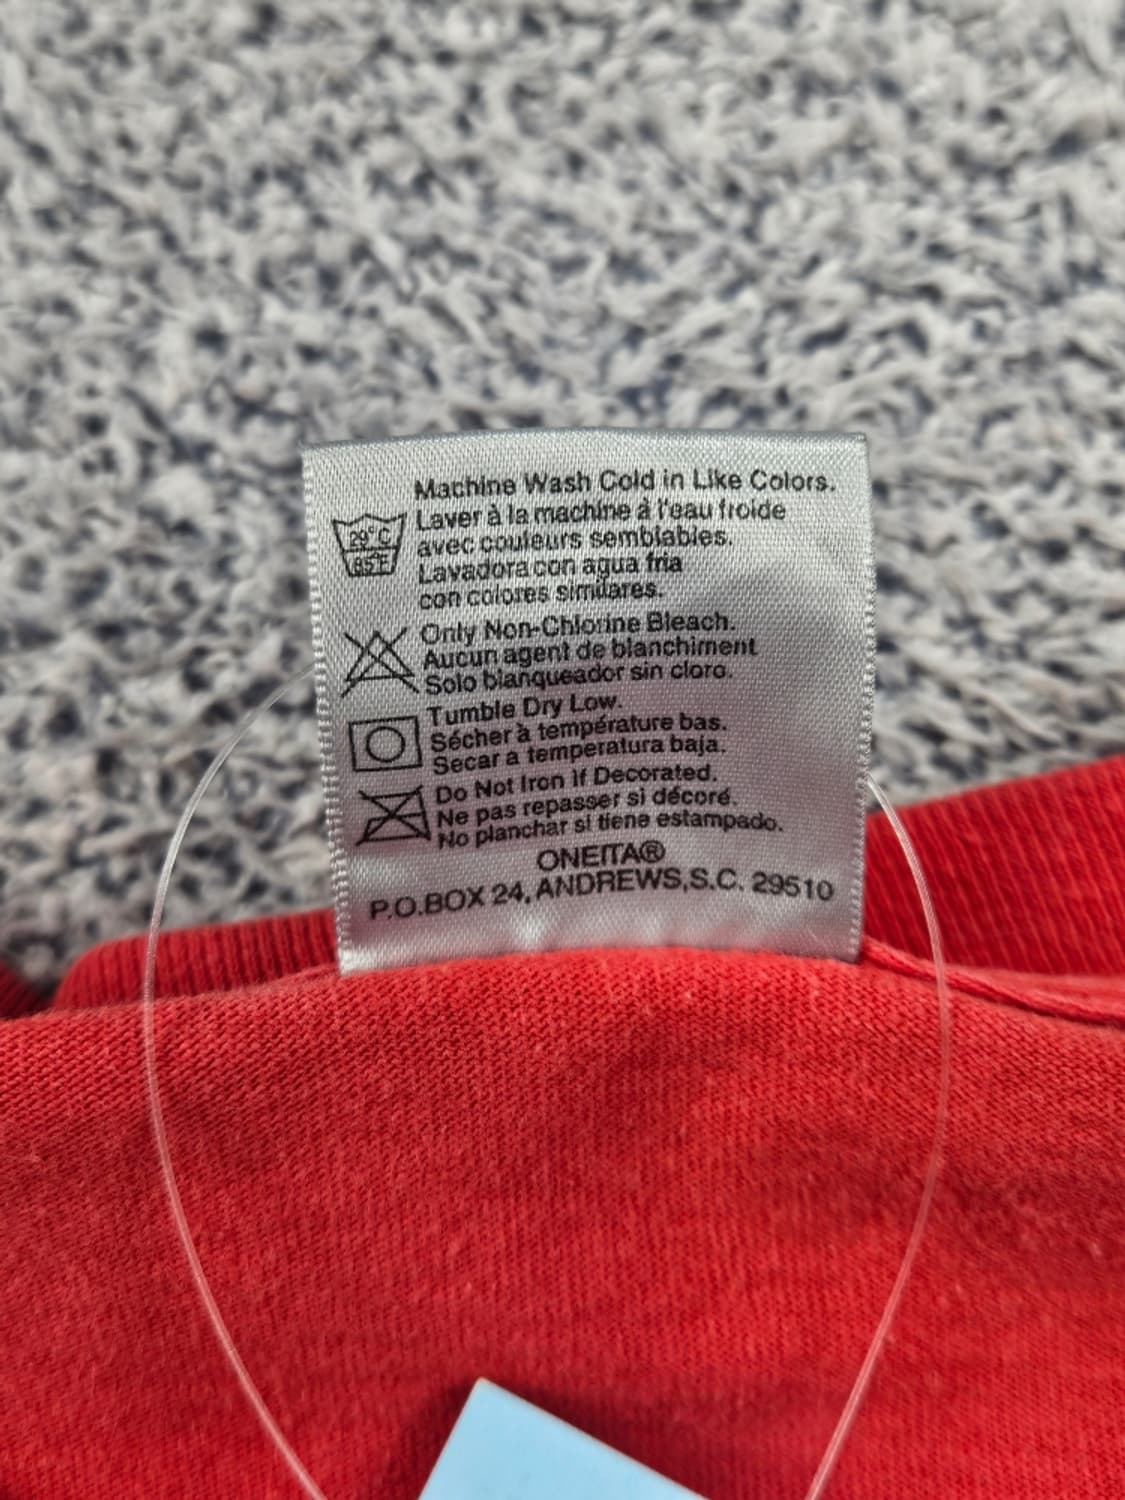 Machine Wash Cold in Like Colors.
Laver à la machine à l'eau froide
avec couleurs semblables.
Lavadora con agua fria
con colores similares.
29°C
85°F
Only Non-Chlorine Bleach.
Aucun agent de blanchiment
Solo blanqueador sin cloro.
Tumble Dry Low.
Sécher à température bas.
Secar a temperatura baja.
Do Not Iron if Decorated.
Ne pas repasser si décoré.
No planchar si tiene estampado.
ONEITA®
P.O.BOX 24, ANDREWS,S.C. 29510